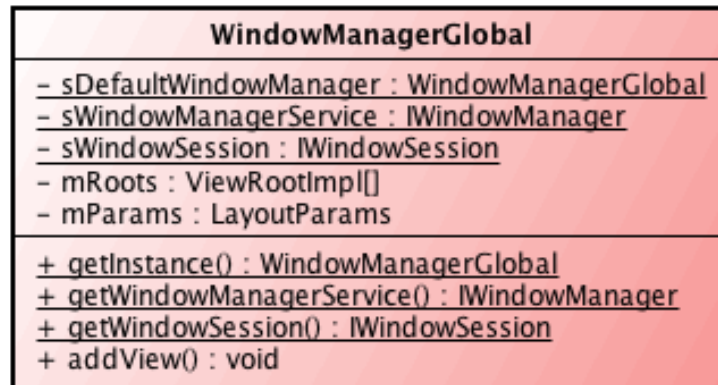 WindowManagerGlobal
- sDefaultWindowManager : WindowManagerGlobal
- sWindowManagerService : IWindowManager
- sWindowSession : IWindowSession
- mRoots : ViewRootImpl[]
- mParams : LayoutParams
+ getInstance() : WindowManagerGlobal
+ getWindowManagerService() : IWindowManager
+ getWindowSession() : IWindowSession
+ addView() : void